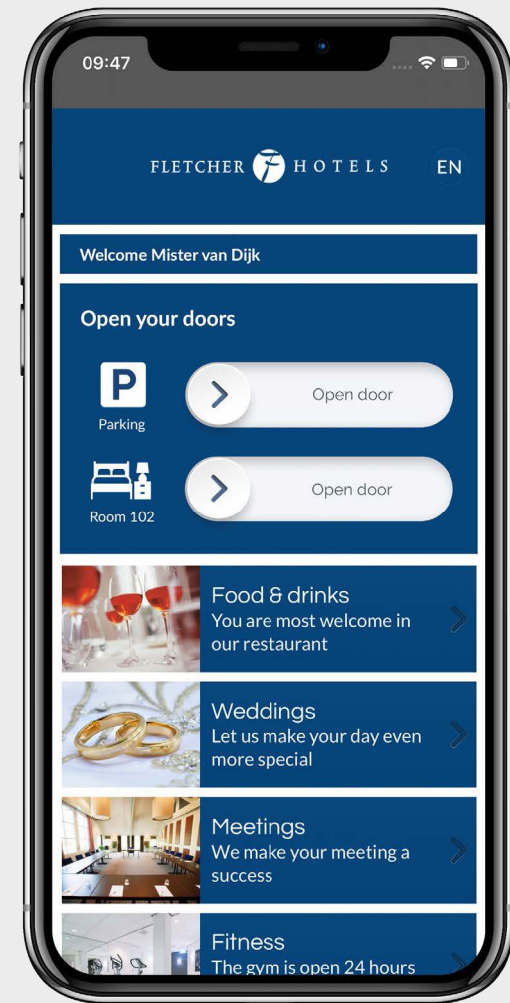 09:47
FLETCHER HOTELS
EN
Welcome Mister van Dijk
Open your doors
P
Parking
Open door
Room 102
Open door
Food & drinks
You are most welcome in
our restaurant
Weddings
Let us make your day even
more special
Meetings
We make your meeting a
success
Fitness
The gym is open 24 hours